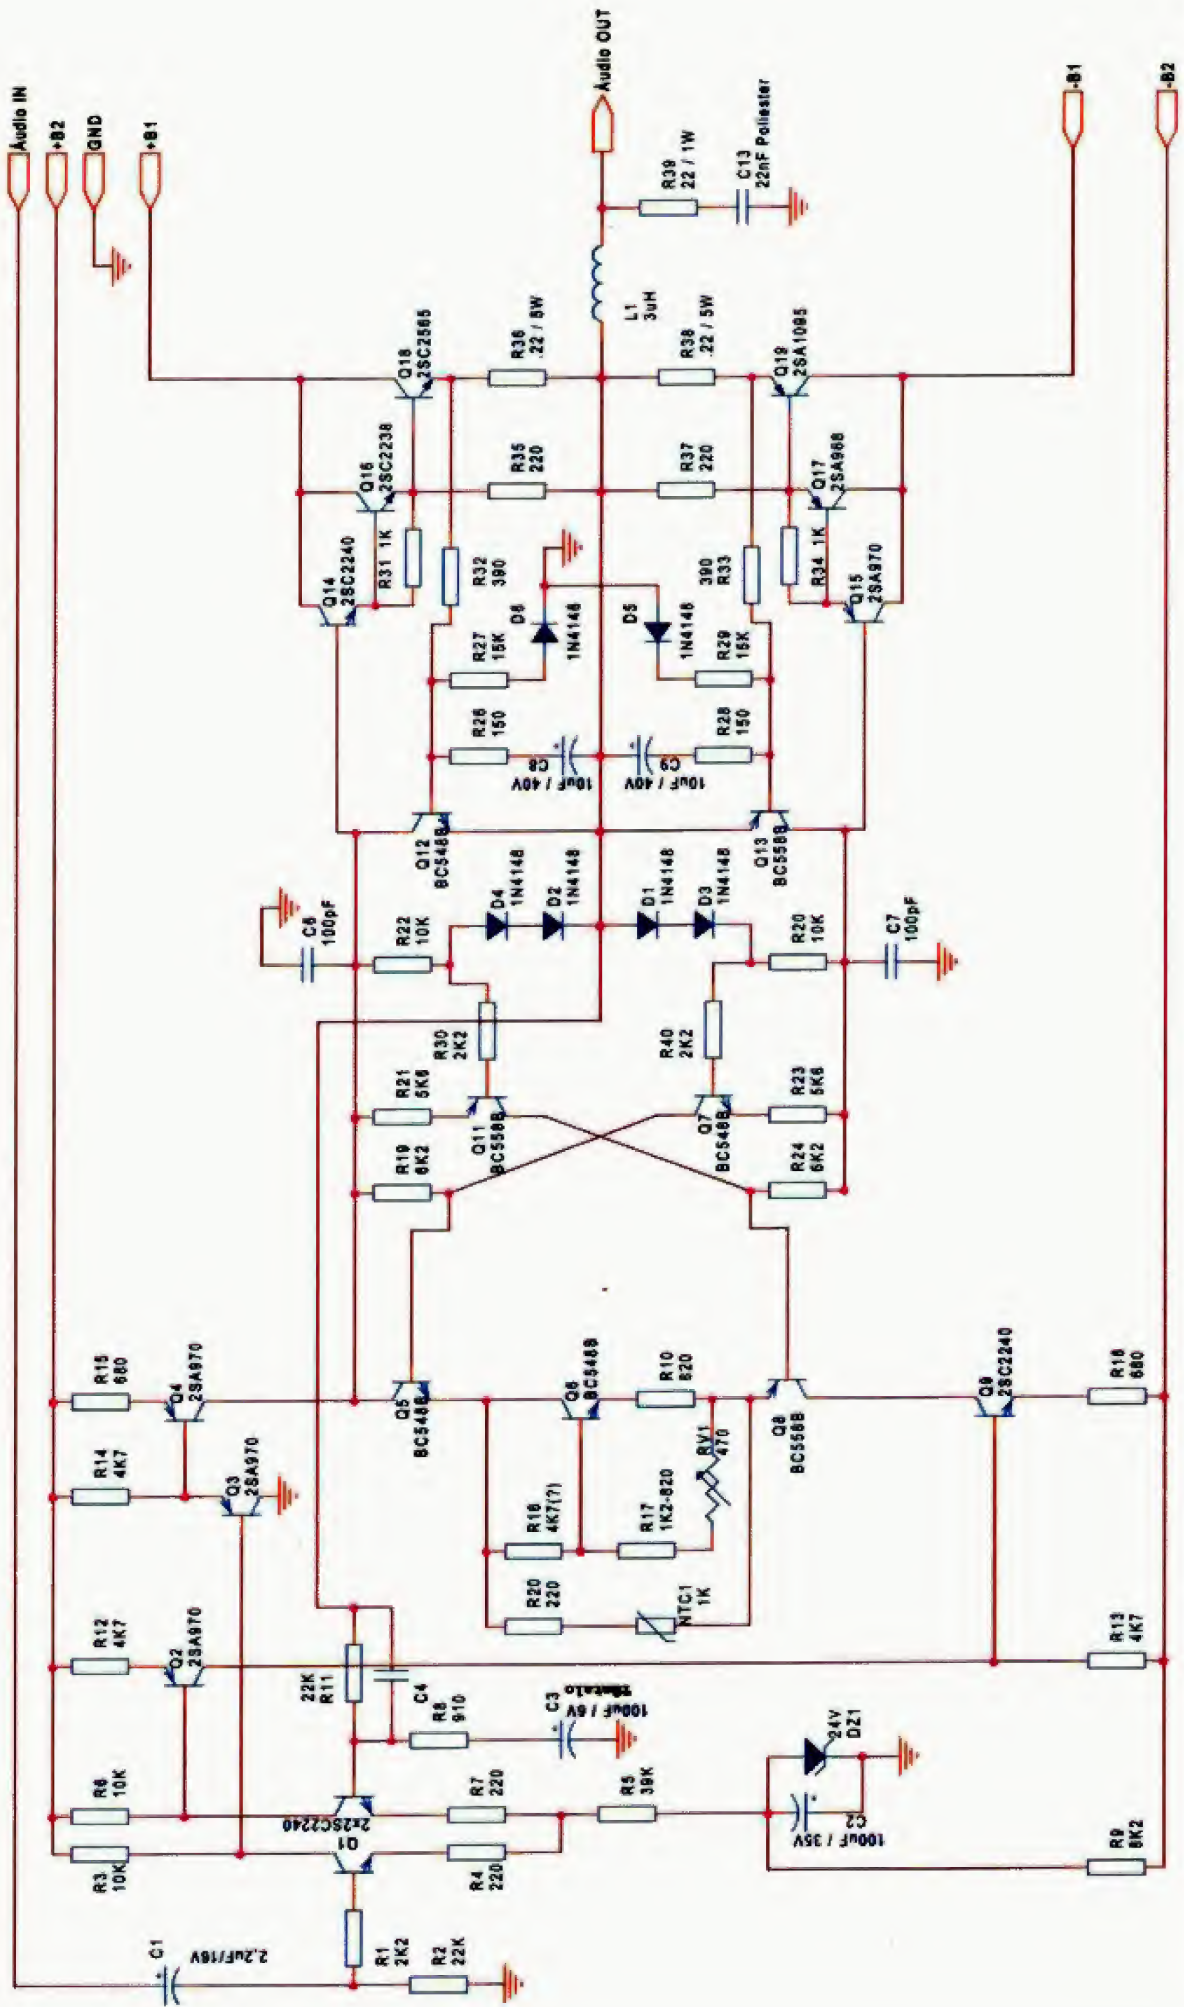 Áudio IN
+B2
GND
+B1
Áudio OUT
-B1
-B2
C1
2,2uF/16V
R1
2K2
R2
22K
R3
10K
R6
10K
Q1
2x2SC2240
R4
220
R7
220
R5
39K
24V
DZ1
C2
100uF / 35V
R9
8K2
R12
4K7
Q2
2SA970
22K
R11
C4
R8
910
C3
100uF / 6V
R13
4K7
R14
4K7
Q3
2SA970
R15
680
Q4
2SA970
Q5
BC548B
Q6
BC548B
R10
820
R16
4K7(?)
R17
1K2-820
RV1
470
R20
220
NTC1
1K
Q8
BC558B
Q9
2SC2240
R18
680
R19
6K2
R21
5K6
Q11
BC558B
R30
2K2
R40
2K2
Q7
BC548B
R23
5K6
R24
6K2
C6
100pF
R22
10K
D4
1N4148
D2
1N4148
D1
1N4148
D3
1N4148
R20
10K
C7
100pF
Q12
BC548B
Q13
BC558B
R26
150
C8
10uF / 40V
C9
10uF / 40V
R28
150
R27
15K
D6
1N4148
D5
1N4148
R29
15K
R32
390
390
R33
Q14
2SC2240
R31 1K
Q16
2SC2238
Q18
2SC2565
R35
220
R36
.22 / 5W
R37
220
R38
.22 / 5W
R34 1K
Q15
2SA970
Q17
2SA968
Q19
2SA1095
L1
3uH
R39
22 / 1W
C13
22nF Poliester